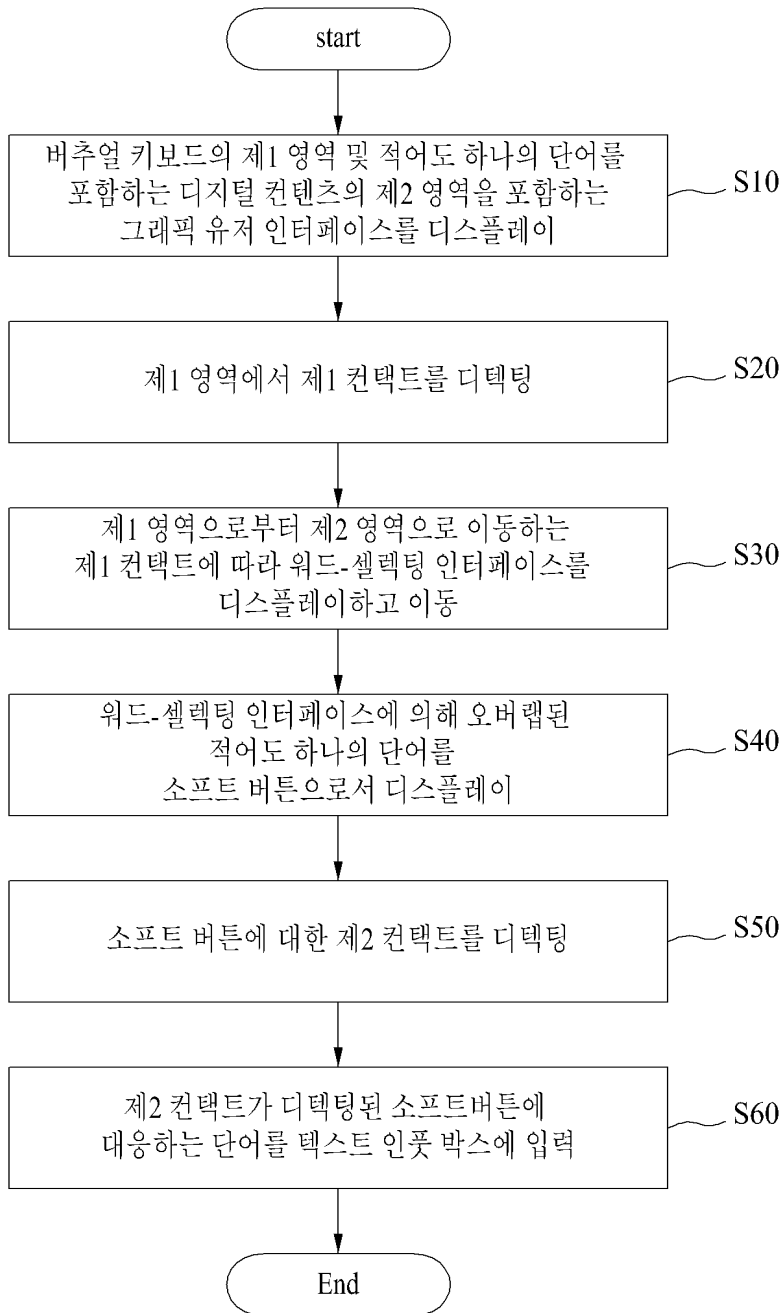 start
버추얼 키보드의 제1 영역 및 적어도 하나의 단어를
포함하는 디지털 컨텐츠의 제2 영역을 포함하는
그래픽 유저 인터페이스를 디스플레이
S10
제1 영역에서 제1 컨택트를 디텍팅
S20
제1 영역으로부터 제2 영역으로 이동하는
제1 컨택트에 따라 워드-셀렉팅 인터페이스를
디스플레이하고 이동
S30
워드-셀렉팅 인터페이스에 의해 오버랩된
적어도 하나의 단어를
소프트 버튼으로서 디스플레이
S40
소프트 버튼에 대한 제2 컨택트를 디텍팅
S50
제2 컨택트가 디텍팅된 소프트버튼에
대응하는 단어를 텍스트 인풋 박스에 입력
S60
End